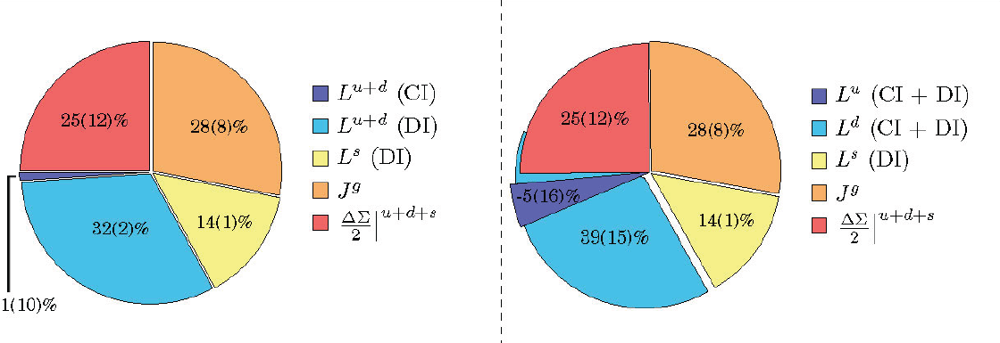 25(12)%
28(8)%
14(1)%
32(2)%
1(10)%
L^{u+d} (CI)
L^{u+d} (DI)
L^s (DI)
J^g
ΔΣ/2|^{u+d+s}
25(12)%
28(8)%
-5(16)%
14(1)%
39(15)%
L^u (CI + DI)
L^d (CI + DI)
L^s (DI)
J^g
ΔΣ/2|^{u+d+s}